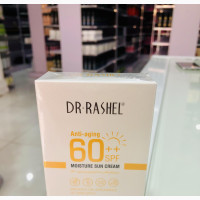 DR·RASHEL®
Anti-aging
60++
SPF
MOISTURE SUN CREAM